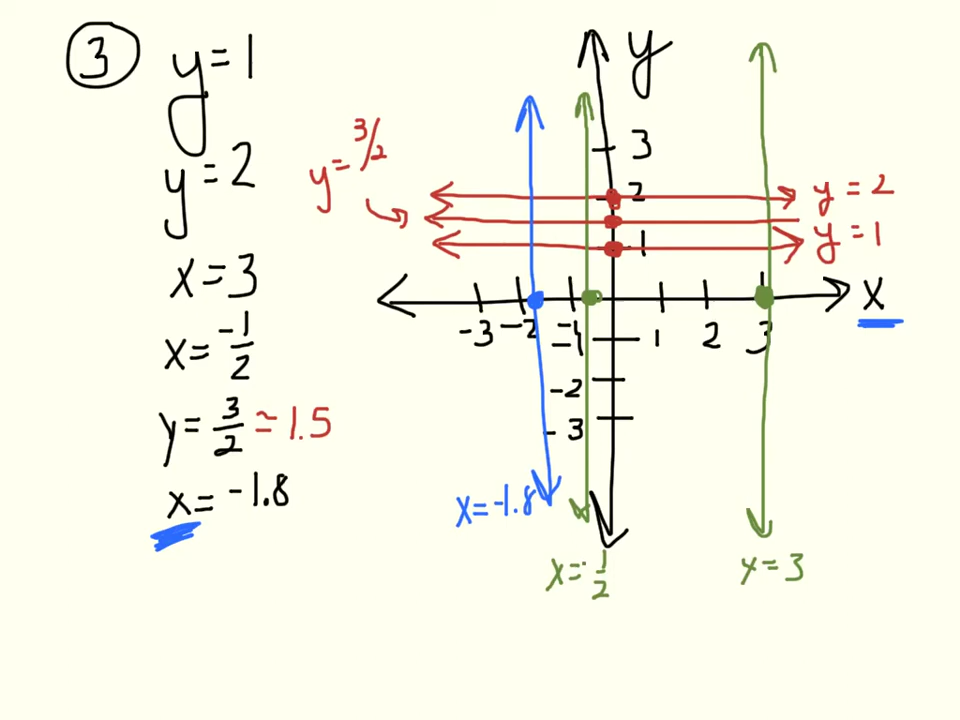 3
y=1
y=2
x=3
x=-1/2
y=3/2≃1.5
x=-1.8
y=3/2
y
3
2
1
y=2
y=1
x
-3 -2 -1 1 2 3
-1
-2
-3
x=-1.8
x=-1/2
x=3